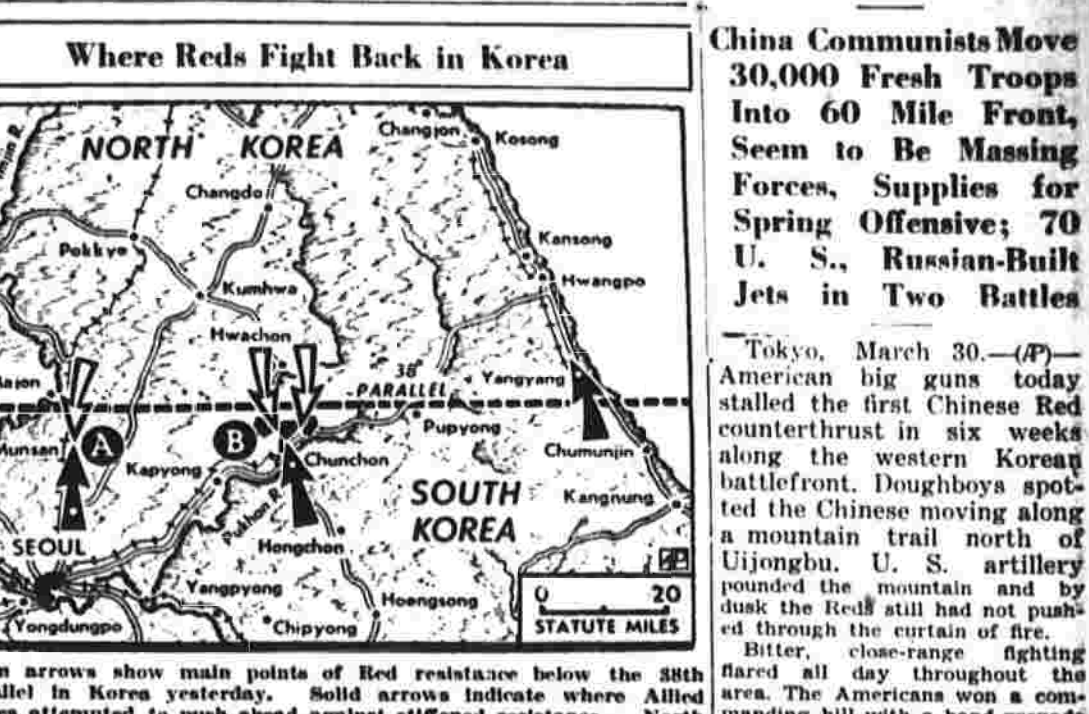 Where Reds Fight Back in Korea
NORTH KOREA
Changjon
Kosong
Changdo
Pokkye
Kansong
Kumhwa
Hwangpo
Hwachon
38
PARALLEL
Yangyang
A
B
Munsan
Pupyong
Kapyong
Chunchon
Chumunjin
SOUTH
KOREA
Kangnung
Pukhon R.
SEOUL
Hongchon
AP
Yangpyong
Hoengsong
0 20
STATUTE MILES
Yongdungpo
Chipyong
arrows show main points of Red resistance below the 38th
in Korea yesterday. Solid arrows indicate where Allied
China Communists Move
30,000 Fresh Troops
Into 60 Mile Front,
Seem to Be Massing
Forces, Supplies for
Spring Offensive; 70
U. S., Russian-Built
Jets in Two Battles
Tokyo, March 30.—(AP)—
American big guns today
stalled the first Chinese Red
counterthrust in six weeks
along the western Korean
battlefront. Doughboys spot-
ted the Chinese moving along
a mountain trail north of
Uijongbu. U. S. artillery
pounded the mountain and by
dusk the Reds still had not push-
ed through the curtain of fire.
Bitter, close-range fighting
flared all day throughout the
area. The Americans won a com-
manding hill with a